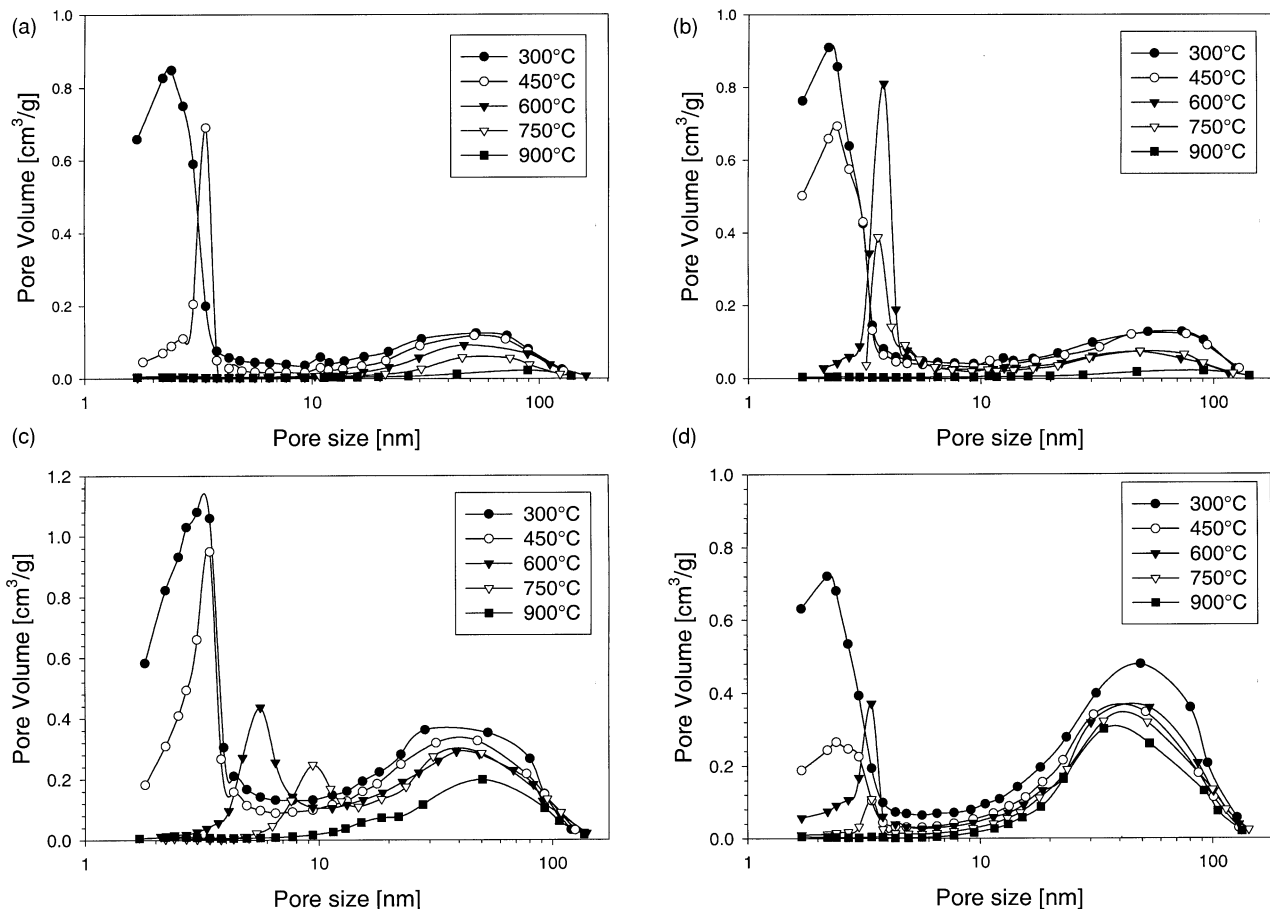 (a)
Pore Volume [cm³/g]
1.0
0.8
0.6
0.4
0.2
0.0
1
10
100
Pore size [nm]
300°C
450°C
600°C
750°C
900°C
(b)
Pore Volume [cm³/g]
1.0
0.8
0.6
0.4
0.2
0.0
1
10
100
Pore size [nm]
300°C
450°C
600°C
750°C
900°C
(c)
Pore Volume [cm³/g]
1.2
1.0
0.8
0.6
0.4
0.2
0.0
1
10
100
Pore size [nm]
300°C
450°C
600°C
750°C
900°C
(d)
Pore Volume [cm³/g]
1.0
0.8
0.6
0.4
0.2
0.0
1
10
100
Pore size [nm]
300°C
450°C
600°C
750°C
900°C